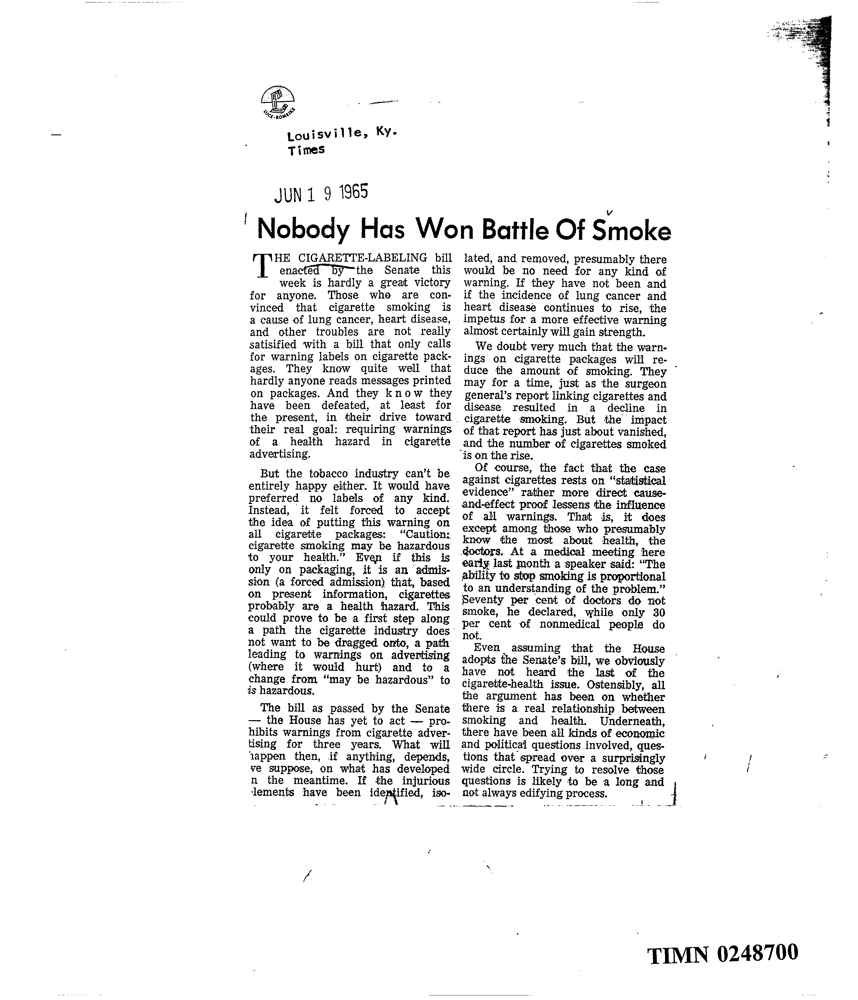 LUCE-ROMEIKE
Louisville, Ky.
Times
JUN 19 1965
Nobody Has Won Battle Of Smoke
THE CIGARETTE-LABELING bill
enacted by the Senate this
week is hardly a great victory
for anyone. Those who are con-
vinced that cigarette smoking is
a cause of lung cancer, heart disease,
and other troubles are not really
satisified with a bill that only calls
for warning labels on cigarette pack-
ages. They know quite well that
hardly anyone reads messages printed
on packages. And they know they
have been defeated, at least for
the present, in their drive toward
their real goal: requiring warnings
of a health hazard in cigarette
advertising.
But the tobacco industry can't be
entirely happy either. It would have
preferred no labels of any kind.
Instead, it felt forced to accept
the idea of putting this warning on
all cigarette packages: "Caution:
cigarette smoking may be hazardous
to your health." Even if this is
only on packaging, it is an admis-
sion (a forced admission) that, based
on present information, cigarettes
probably are a health hazard. This
could prove to be a first step along
a path the cigarette industry does
not want to be dragged onto, a path
leading to warnings on advertising
(where it would hurt) and to a
change from "may be hazardous" to
is hazardous.
The bill as passed by the Senate
— the House has yet to act — pro-
hibits warnings from cigarette adver-
tising for three years. What will
happen then, if anything, depends,
we suppose, on what has developed
in the meantime. If the injurious
elements have been identified, iso-
lated, and removed, presumably there
would be no need for any kind of
warning. If they have not been and
if the incidence of lung cancer and
heart disease continues to rise, the
impetus for a more effective warning
almost certainly will gain strength.
We doubt very much that the warn-
ings on cigarette packages will re-
duce the amount of smoking. They
may for a time, just as the surgeon
general's report linking cigarettes and
disease resulted in a decline in
cigarette smoking. But the impact
of that report has just about vanished,
and the number of cigarettes smoked
is on the rise.
Of course, the fact that the case
against cigarettes rests on "statistical
evidence" rather more direct cause-
and-effect proof lessens the influence
of all warnings. That is, it does
except among those who presumably
know the most about health, the
doctors. At a medical meeting here
early last month a speaker said: "The
ability to stop smoking is proportional
to an understanding of the problem."
Seventy per cent of doctors do not
smoke, he declared, while only 30
per cent of nonmedical people do
not.
Even assuming that the House
adopts the Senate's bill, we obviously
have not heard the last of the
cigarette-health issue. Ostensibly, all
the argument has been on whether
there is a real relationship between
smoking and health. Underneath,
there have been all kinds of economic
and political questions involved, ques-
tions that spread over a surprisingly
wide circle. Trying to resolve those
questions is likely to be a long and
not always edifying process.
TIMN 0248700